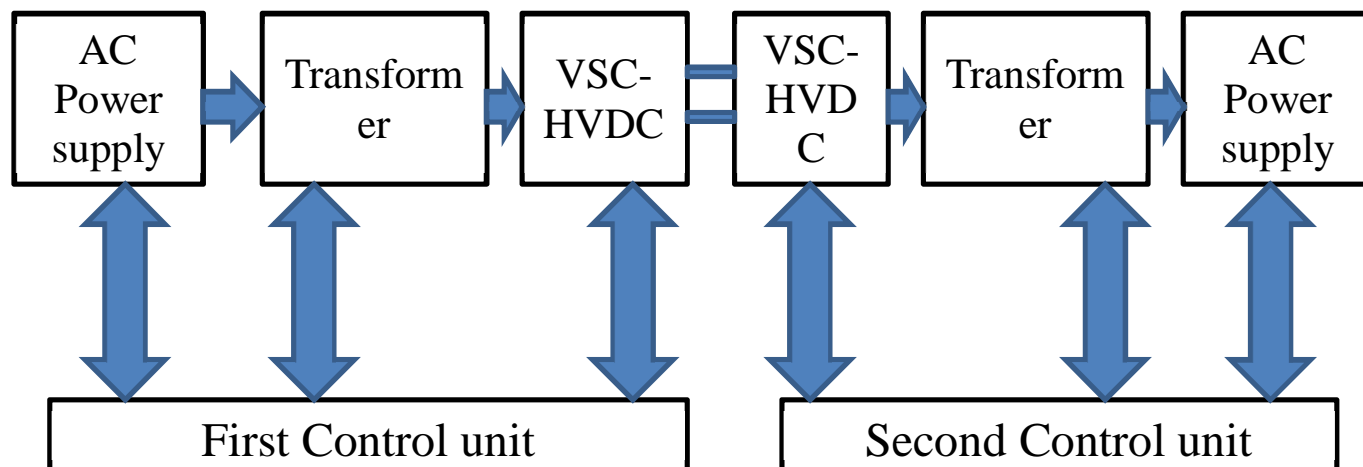 AC
Power
supply
Transform
er
VSC-
HVDC
VSC-
HVD
C
Transform
er
AC
Power
supply
First Control unit
Second Control unit